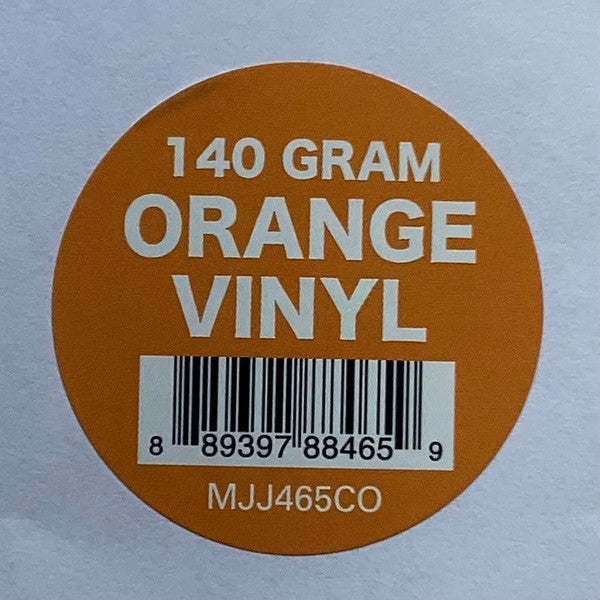 140 GRAM
ORANGE
VINYL
8 89397 88465 9
MJJ465CO